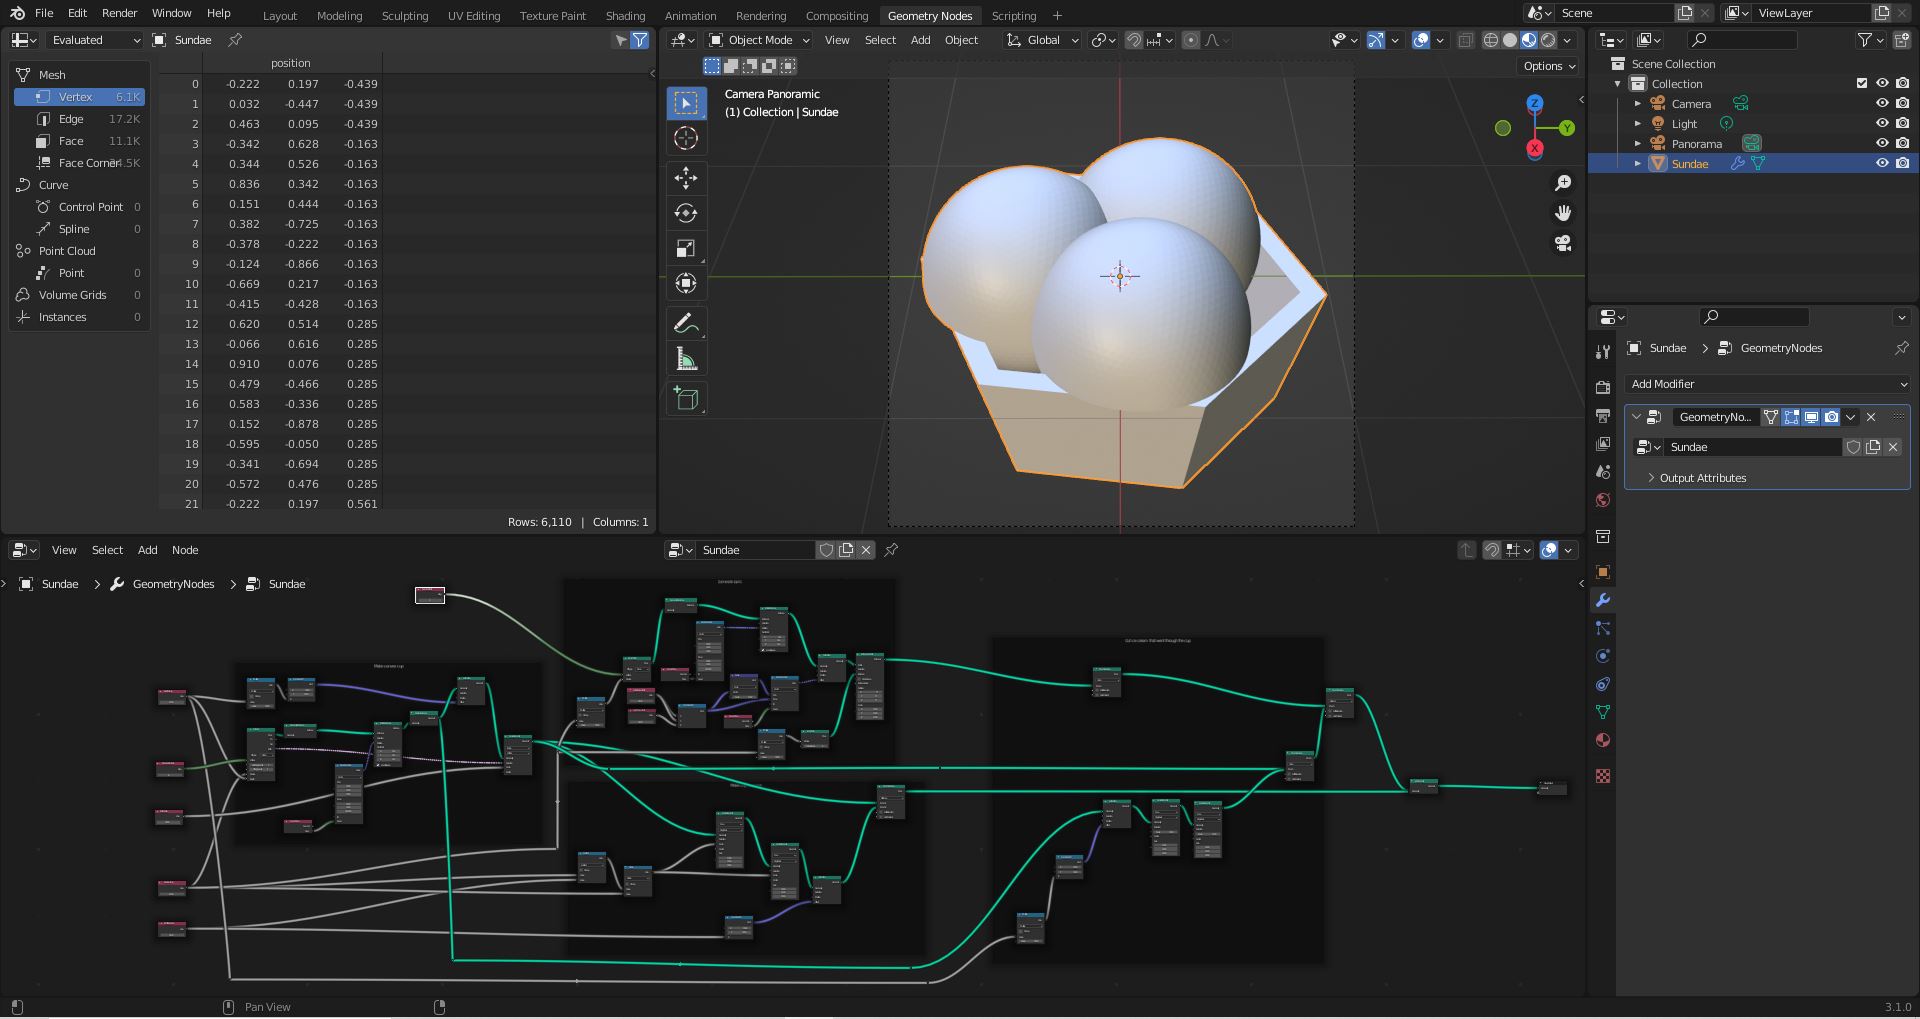 File Edit Render Window Help Layout Modeling Sculpting UV Editing Texture Paint Shading Animation Rendering Compositing Geometry Nodes Scripting + Scene ViewLayer
Evaluated Sundae
Object Mode View Select Add Object Global
Options
Mesh
Vertex 6.1K
Edge 17.2K
Face 11.1K
Face Corner
Curve
Control Point 0
Spline 0
Point Cloud
Point 0
Volume Grids 0
Instances 0
position
0 -0.222 0.197 -0.439
1 0.032 -0.447 -0.439
2 0.463 0.095 -0.439
3 -0.342 0.628 -0.163
4 0.344 0.526 -0.163
5 0.836 0.342 -0.163
6 0.151 0.444 -0.163
7 0.382 -0.725 -0.163
8 -0.378 -0.222 -0.163
9 -0.124 -0.866 -0.163
10 -0.669 0.217 -0.163
11 -0.415 -0.428 -0.163
12 0.620 0.514 0.285
13 -0.066 0.616 0.285
14 0.910 0.076 0.285
15 0.479 -0.466 0.285
16 0.583 -0.336 0.285
17 0.152 -0.878 0.285
18 -0.595 -0.050 0.285
19 -0.341 -0.694 0.285
20 -0.572 0.476 0.285
21 -0.222 0.197 0.561
Rows: 6,110 | Columns: 1
Camera Panoramic
(1) Collection | Sundae
Z
Y
X
Scene Collection
Collection
Camera
Light
Panorama
Sundae
Sundae > GeometryNodes
Add Modifier
GeometryNo...
Sundae
Output Attributes
View Select Add Node Sundae
Sundae > GeometryNodes > Sundae
Pan View
3.1.0